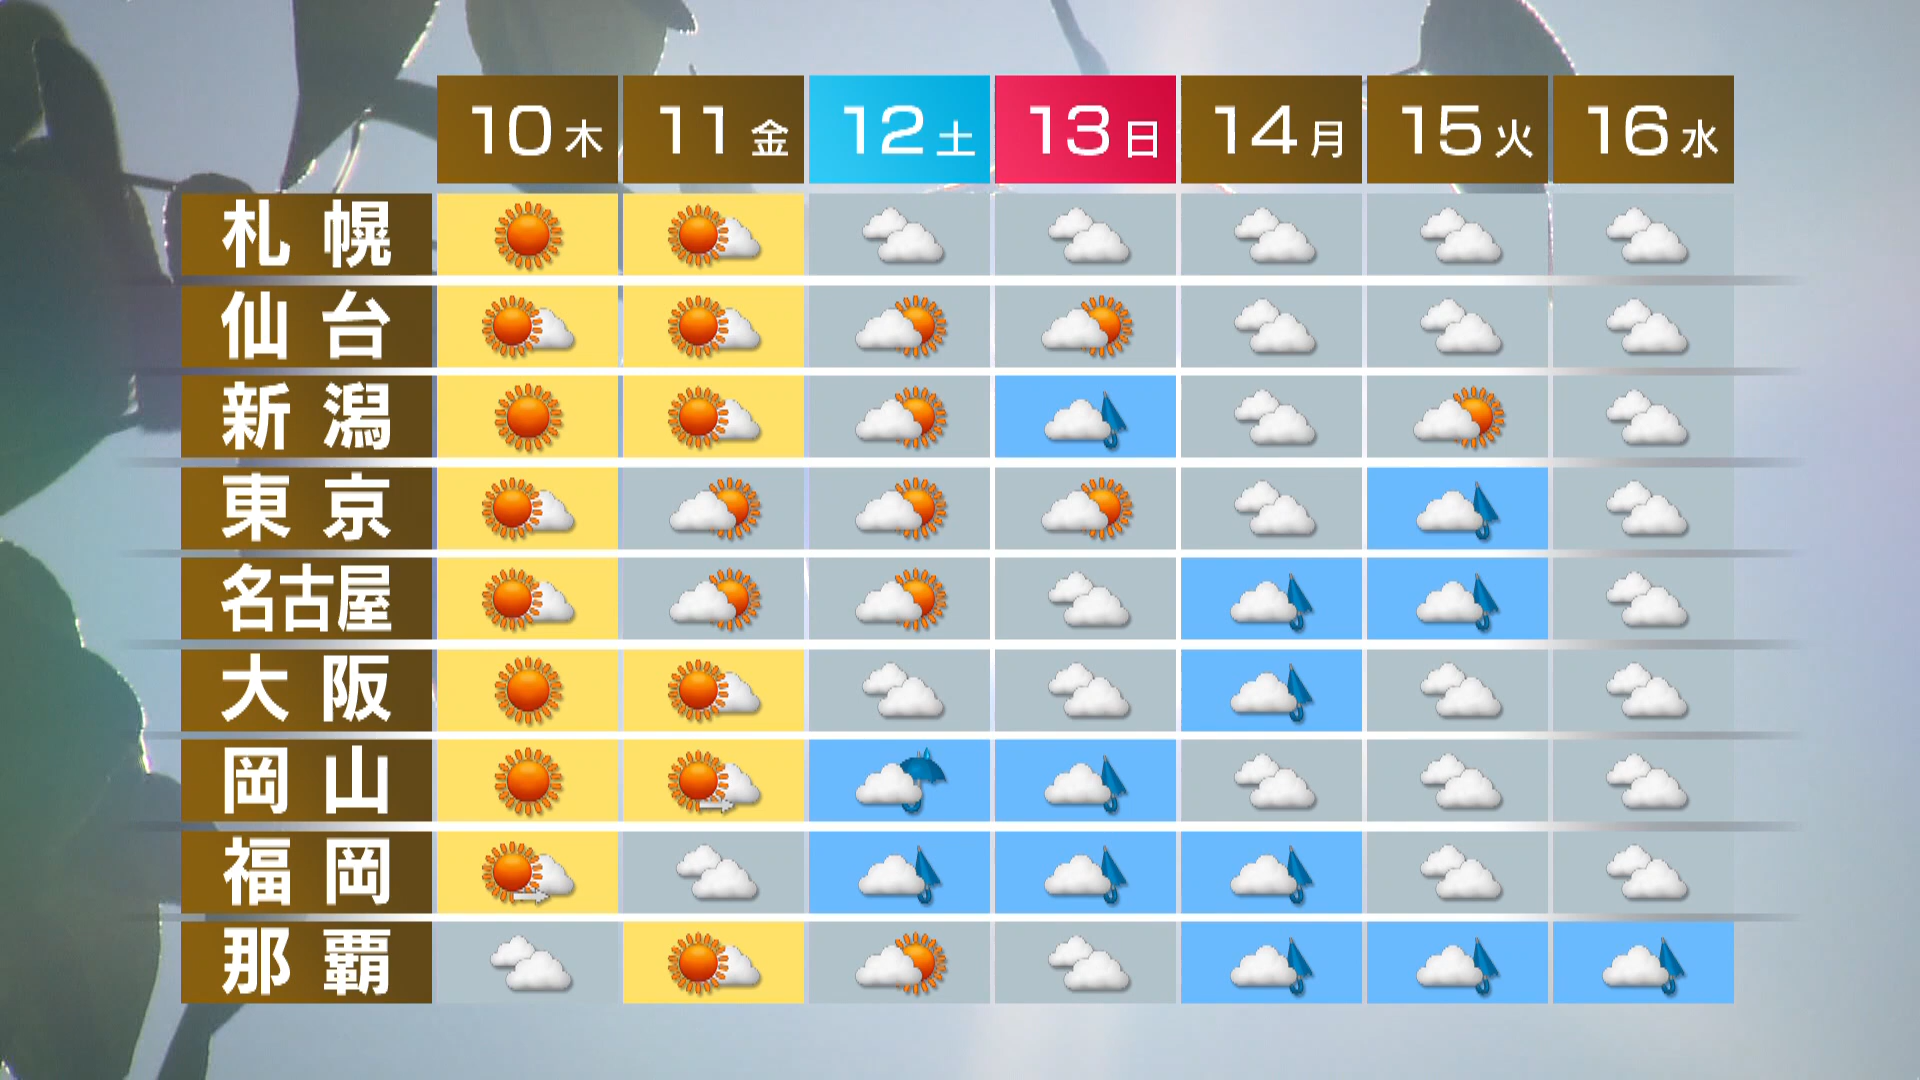 10木 11金 12土 13日 14月 15火 16水
札幌
仙台
新潟
東京
名古屋
大阪
岡山
福岡
那覇